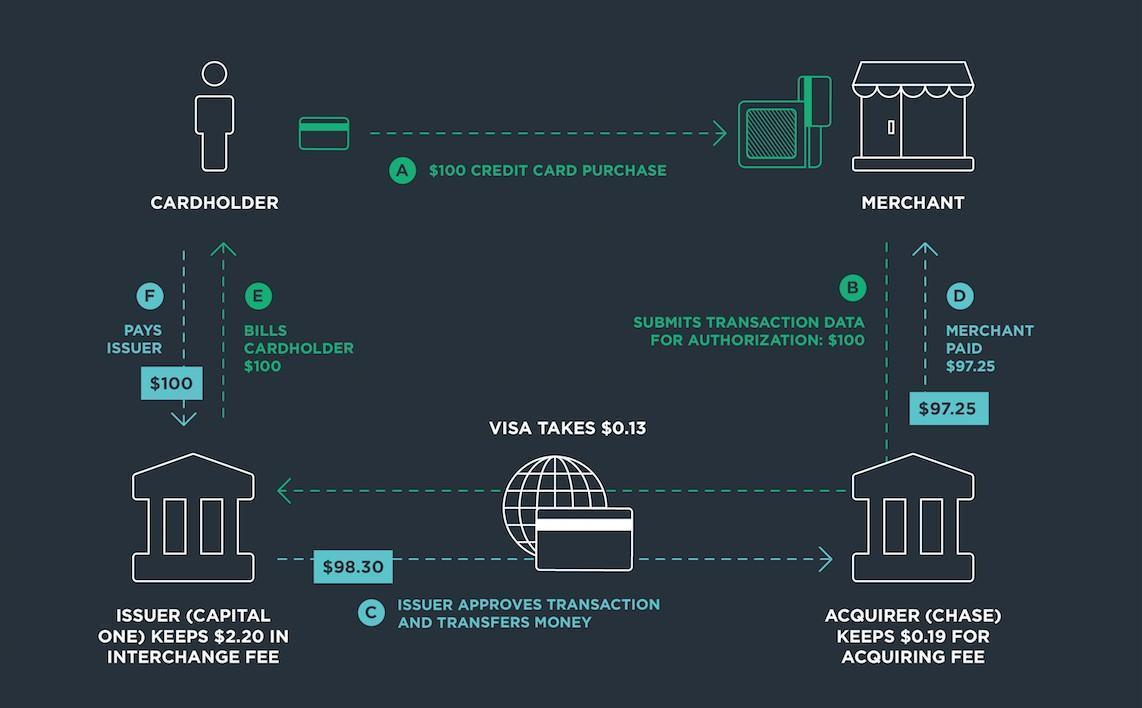 A
$100 CREDIT CARD PURCHASE
CARDHOLDER
MERCHANT
F
PAYS
ISSUER
$100
E
BILLS
CARDHOLDER
$100
B
SUBMITS TRANSACTION DATA
FOR AUTHORIZATION: $100
D
MERCHANT
PAID
$97.25
$97.25
VISA TAKES $0.13
$98.30
C
ISSUER APPROVES TRANSACTION
AND TRANSFERS MONEY
ISSUER (CAPITAL
ONE) KEEPS $2.20 IN
INTERCHANGE FEE
ACQUIRER (CHASE)
KEEPS $0.19 FOR
ACQUIRING FEE